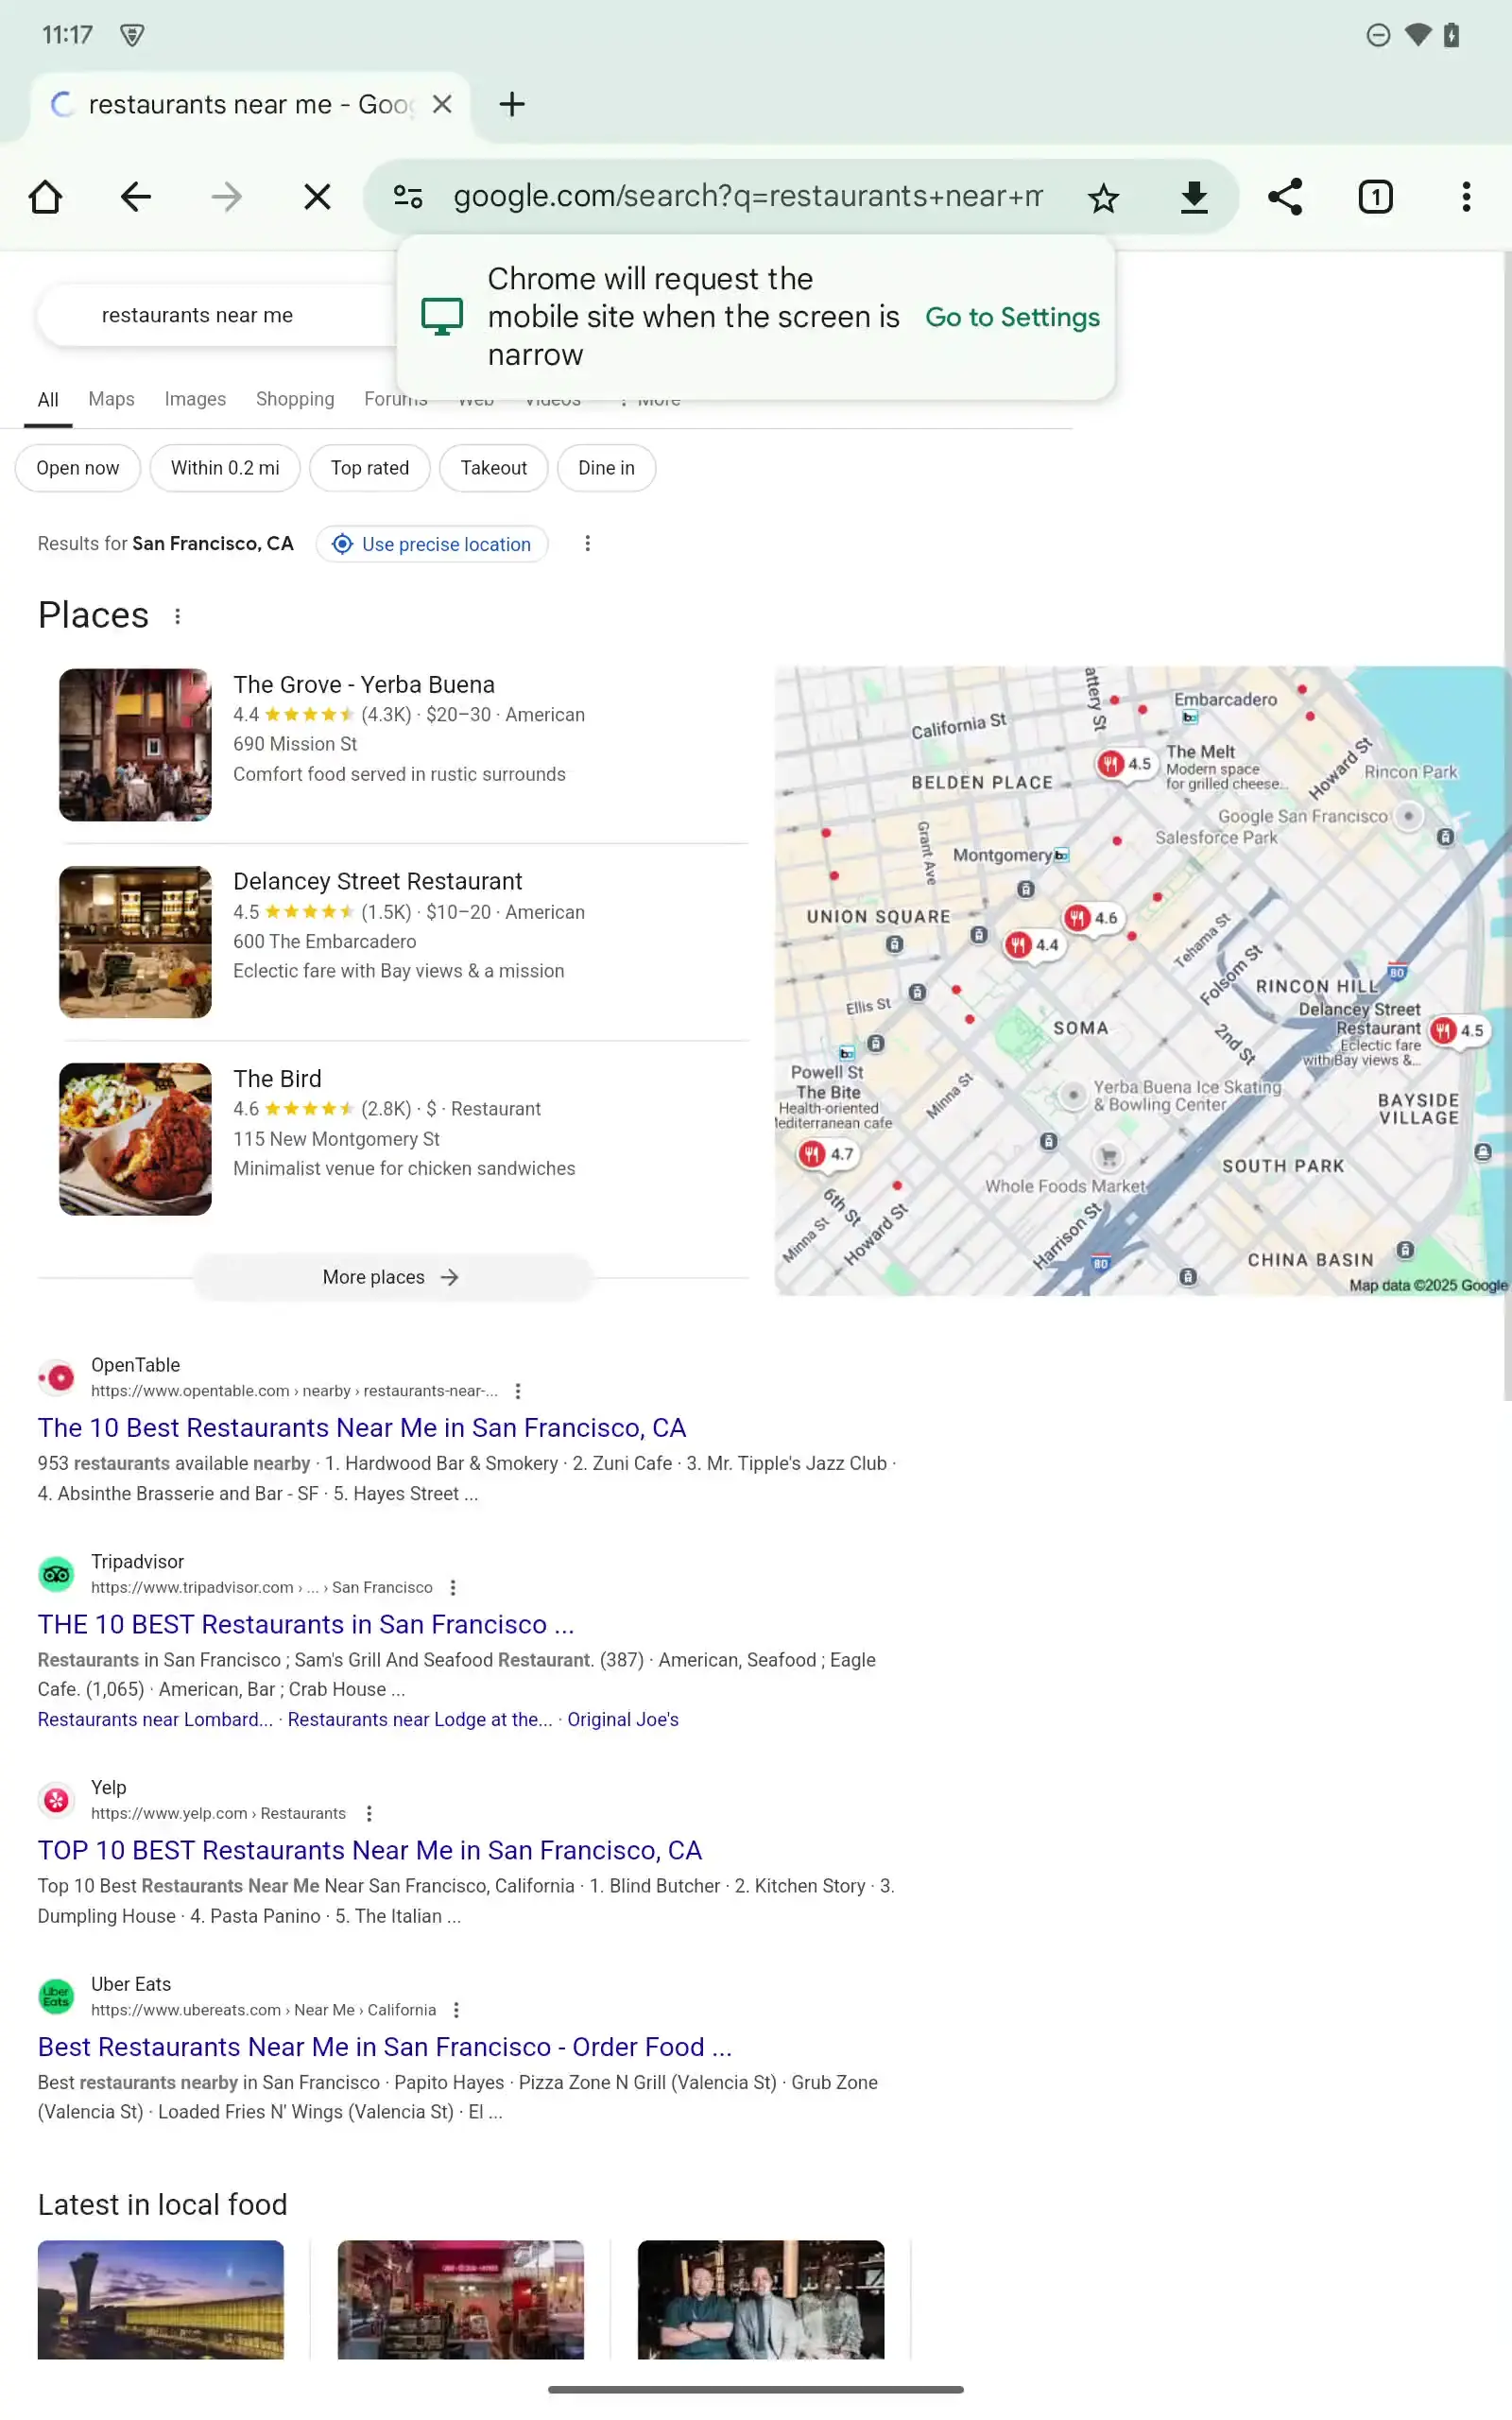 11:17
restaurants near me - Goog
google.com/search?q=restaurants+near+m
1
Chrome will request the
mobile site when the screen is
narrow
Go to Settings
restaurants near me
All Maps Images Shopping Forums Web Videos More
Open now Within 0.2 mi Top rated Takeout Dine in
Results for San Francisco, CA Use precise location
Places
The Grove - Yerba Buena
4.4 (4.3K) · $20–30 · American
690 Mission St
Comfort food served in rustic surrounds
Delancey Street Restaurant
4.5 (1.5K) · $10–20 · American
600 The Embarcadero
Eclectic fare with Bay views & a mission
The Bird
4.6 (2.8K) · $ · Restaurant
115 New Montgomery St
Minimalist venue for chicken sandwiches
More places
attery St
Embarcadero
California St
4.5
The Melt
Modern space
for grilled cheese...
Howard St
Rincon Park
BELDEN PLACE
Google San Francisco
Salesforce Park
Grant Ave
Montgomery
UNION SQUARE
4.6
4.4
Tehama St
Folsom St
80
RINCON HILL
Ellis St
SOMA
2nd St
Delancey Street
Restaurant
Eclectic fare
with Bay views &...
4.5
Powell St
The Bite
Health-oriented
lediterranean cafe
4.7
Minna St
Yerba Buena Ice Skating
& Bowling Center
BAYSIDE
VILLAGE
SOUTH PARK
Whole Foods Market
6th St
Minna St
Howard St
Harrison St
80
CHINA BASIN
Map data ©2025 Google
OpenTable
https://www.opentable.com › nearby › restaurants-near-...
The 10 Best Restaurants Near Me in San Francisco, CA
953 restaurants available nearby · 1. Hardwood Bar & Smokery · 2. Zuni Cafe · 3. Mr. Tipple's Jazz Club ·
4. Absinthe Brasserie and Bar - SF · 5. Hayes Street ...
Tripadvisor
https://www.tripadvisor.com › ... › San Francisco
THE 10 BEST Restaurants in San Francisco ...
Restaurants in San Francisco ; Sam's Grill And Seafood Restaurant. (387) · American, Seafood ; Eagle
Cafe. (1,065) · American, Bar ; Crab House ...
Restaurants near Lombard... · Restaurants near Lodge at the... · Original Joe's
Yelp
https://www.yelp.com › Restaurants
TOP 10 BEST Restaurants Near Me in San Francisco, CA
Top 10 Best Restaurants Near Me Near San Francisco, California · 1. Blind Butcher · 2. Kitchen Story · 3.
Dumpling House · 4. Pasta Panino · 5. The Italian ...
Uber Eats
Uber
Eats
https://www.ubereats.com › Near Me › California
Best Restaurants Near Me in San Francisco - Order Food ...
Best restaurants nearby in San Francisco · Papito Hayes · Pizza Zone N Grill (Valencia St) · Grub Zone
(Valencia St) · Loaded Fries N' Wings (Valencia St) · El ...
Latest in local food